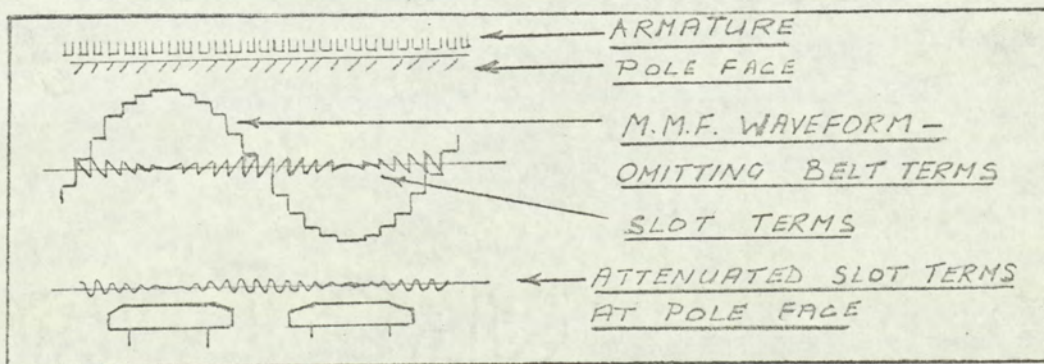 ARMATURE
POLE FACE
M.M.F. WAVEFORM –
OMITTING BELT TERMS
SLOT TERMS
ATTENUATED SLOT TERMS
AT POLE FACE